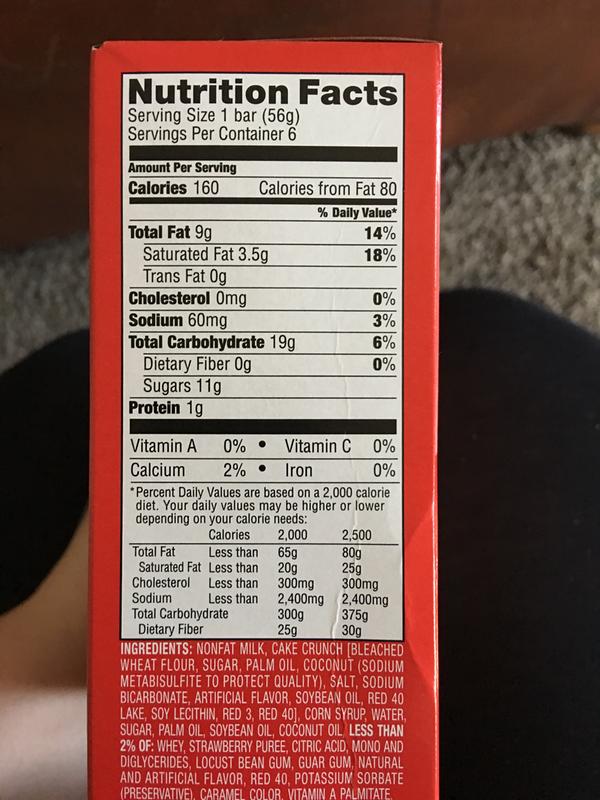 Nutrition Facts
Serving Size 1 bar (56g)
Servings Per Container 6
Amount Per Serving
Calories 160 Calories from Fat 80
% Daily Value*
Total Fat 9g 14%
Saturated Fat 3.5g 18%
Trans Fat 0g
Cholesterol 0mg 0%
Sodium 60mg 3%
Total Carbohydrate 19g 6%
Dietary Fiber 0g 0%
Sugars 11g
Protein 1g
Vitamin A 0% • Vitamin C 0%
Calcium 2% • Iron 0%
*Percent Daily Values are based on a 2,000 calorie
diet. Your daily values may be higher or lower
depending on your calorie needs:
Calories 2,000 2,500
Total Fat Less than 65g 80g
Saturated Fat Less than 20g 25g
Cholesterol Less than 300mg 300mg
Sodium Less than 2,400mg 2,400mg
Total Carbohydrate 300g 375g
Dietary Fiber 25g 30g
INGREDIENTS: NONFAT MILK, CAKE CRUNCH [BLEACHED
WHEAT FLOUR, SUGAR, PALM OIL, COCONUT (SODIUM
METABISULFITE TO PROTECT QUALITY), SALT, SODIUM
BICARBONATE, ARTIFICIAL FLAVOR, SOYBEAN OIL, RED 40
LAKE, SOY LECITHIN, RED 3, RED 40], CORN SYRUP, WATER,
SUGAR, PALM OIL, SOYBEAN OIL, COCONUT OIL, LESS THAN
2% OF: WHEY, STRAWBERRY PUREE, CITRIC ACID, MONO AND
DIGLYCERIDES, LOCUST BEAN GUM, GUAR GUM, NATURAL
AND ARTIFICIAL FLAVOR, RED 40, POTASSIUM SORBATE
(PRESERVATIVE), CARAMEL COLOR, VITAMIN A PALMITATE,